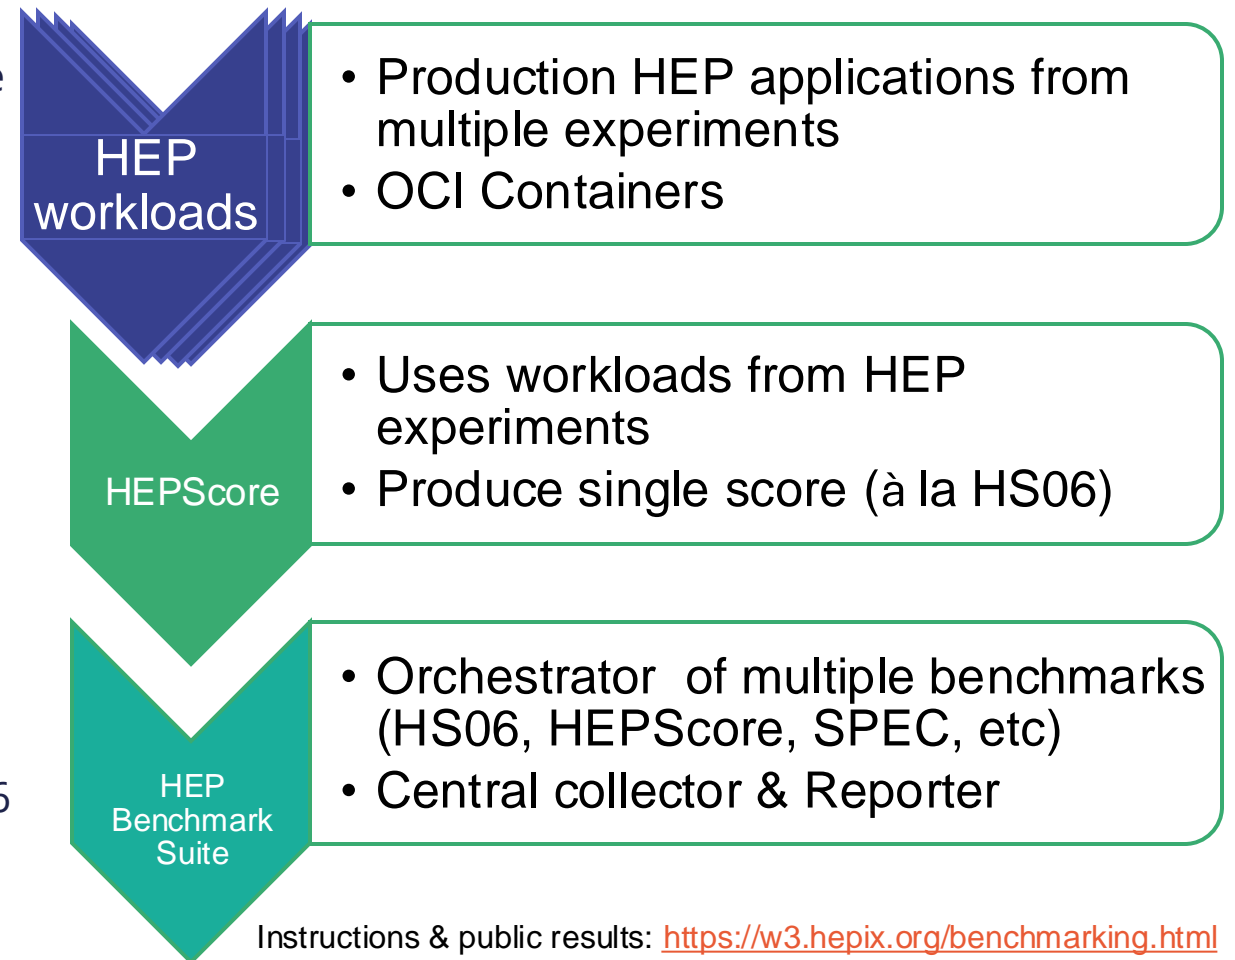 HEP
workloads
• Production HEP applications from
multiple experiments
• OCI Containers
HEPScore
• Uses workloads from HEP
experiments
• Produce single score (à la HS06)
HEP
Benchmark
Suite
• Orchestrator  of multiple benchmarks
(HS06, HEPScore, SPEC, etc)
• Central collector & Reporter
Instructions & public results: https://w3.hepix.org/benchmarking.html